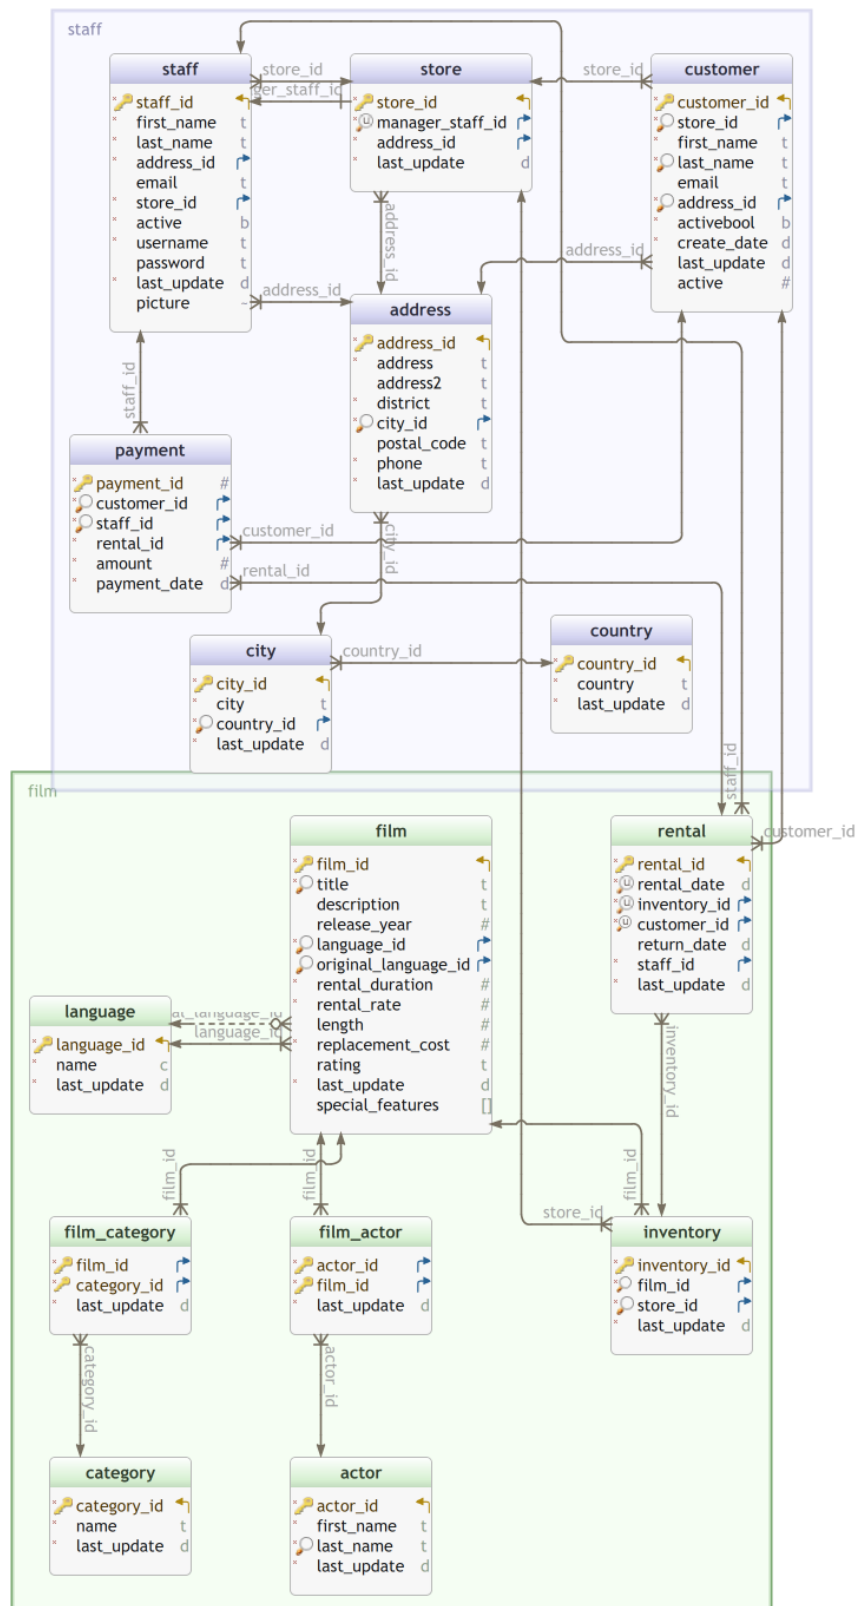 staff
staff
staff_id
first_name t
last_name t
address_id
email t
store_id
active b
username t
password t
last_update d
picture -
store_id
ger_staff_id
store
store_id
manager_staff_id
address_id
last_update d
store_id
customer
customer_id
store_id
first_name t
last_name t
email t
address_id
activebool b
create_date d
last_update d
active #
address_id
address_id
address_id
address
address_id
address t
address2 t
district t
city_id
postal_code t
phone t
last_update d
staff_id
payment
payment_id #
customer_id
staff_id
rental_id
amount #
payment_date d
customer_id
rental_id
city_id
city
city_id
city t
country_id
last_update d
country_id
country
country_id
country t
last_update d
staff_id
customer_id
film
film
film_id
title t
description t
release_year #
language_id
original_language_id
rental_duration #
rental_rate #
length #
replacement_cost #
rating t
last_update d
special_features []
rental
rental_id
rental_date d
inventory_id
customer_id
return_date d
staff_id
last_update d
language
language_id
name c
last_update d
al_language_id
language_id
inventory_id
film_id
film_id
film_id
store_id
film_category
film_id
category_id
last_update d
film_actor
actor_id
film_id
last_update d
inventory
inventory_id
film_id
store_id
last_update d
category_id
actor_id
category
category_id
name t
last_update d
actor
actor_id
first_name t
last_name t
last_update d